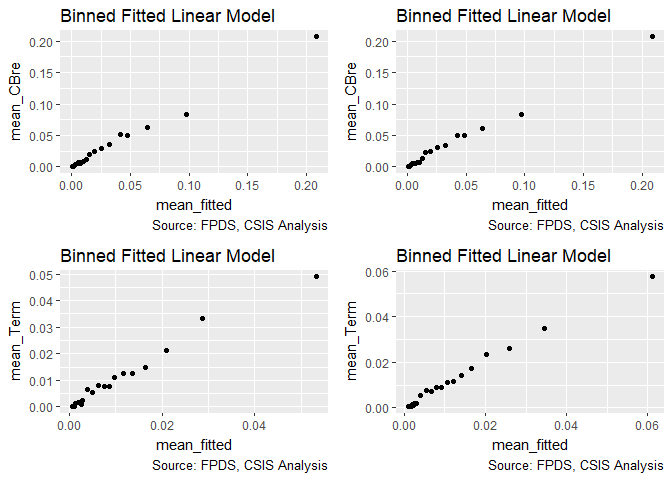 Binned Fitted Linear Model
mean_CBre
0.20
0.15
0.10
0.05
0.00
0.00 0.05 0.10 0.15 0.20
mean_fitted
Source: FPDS, CSIS Analysis
Binned Fitted Linear Model
mean_CBre
0.20
0.15
0.10
0.05
0.00
0.00 0.05 0.10 0.15 0.20
mean_fitted
Source: FPDS, CSIS Analysis
Binned Fitted Linear Model
mean_Term
0.05
0.04
0.03
0.02
0.01
0.00
0.00 0.02 0.04
mean_fitted
Source: FPDS, CSIS Analysis
Binned Fitted Linear Model
mean_Term
0.06
0.04
0.02
0.00
0.00 0.02 0.04 0.06
mean_fitted
Source: FPDS, CSIS Analysis